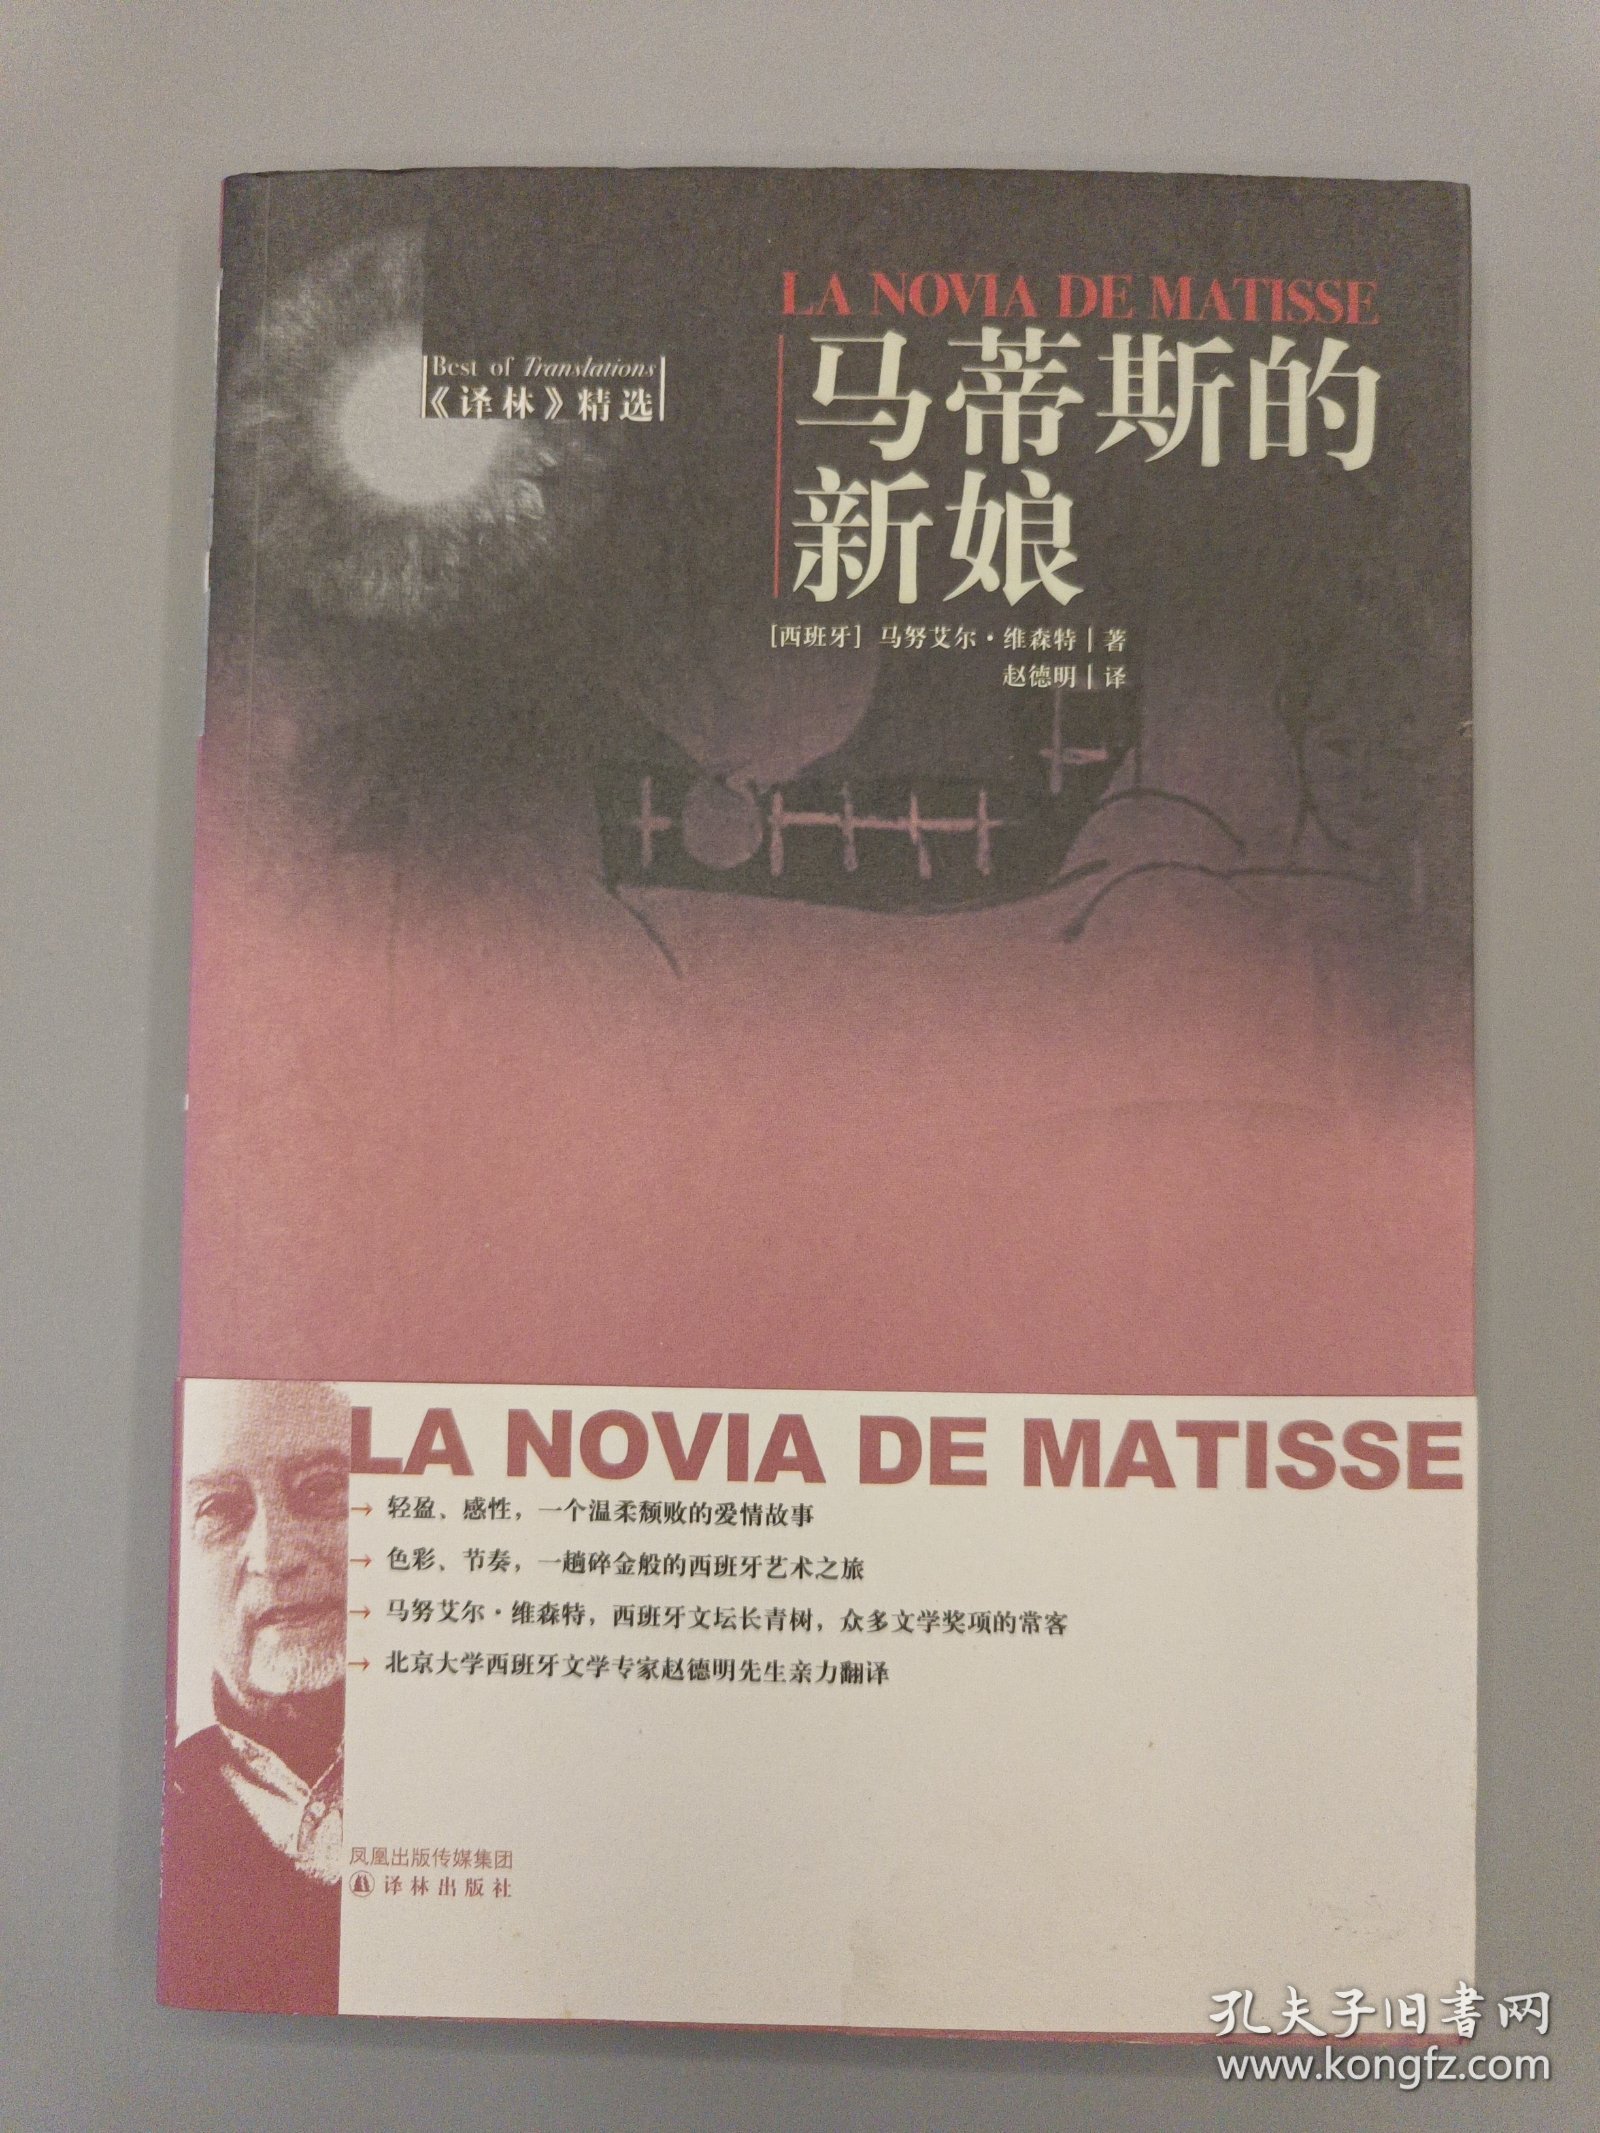 LA NOVIA DE MATISSE
Best of Translations
《译林》精选
马蒂斯的
新娘
[西班牙] 马努艾尔·维森特|著
赵德明|译
LA NOVIA DE MATISSE
→ 轻盈、感性，一个温柔颓败的爱情故事
→ 色彩、节奏，一趟碎金般的西班牙艺术之旅
→ 马努艾尔·维森特，西班牙文坛长青树，众多文学奖项的常客
→ 北京大学西班牙文学专家赵德明先生亲力翻译
凤凰出版传媒集团
译林出版社
孔夫子旧书网
www.kongfz.com